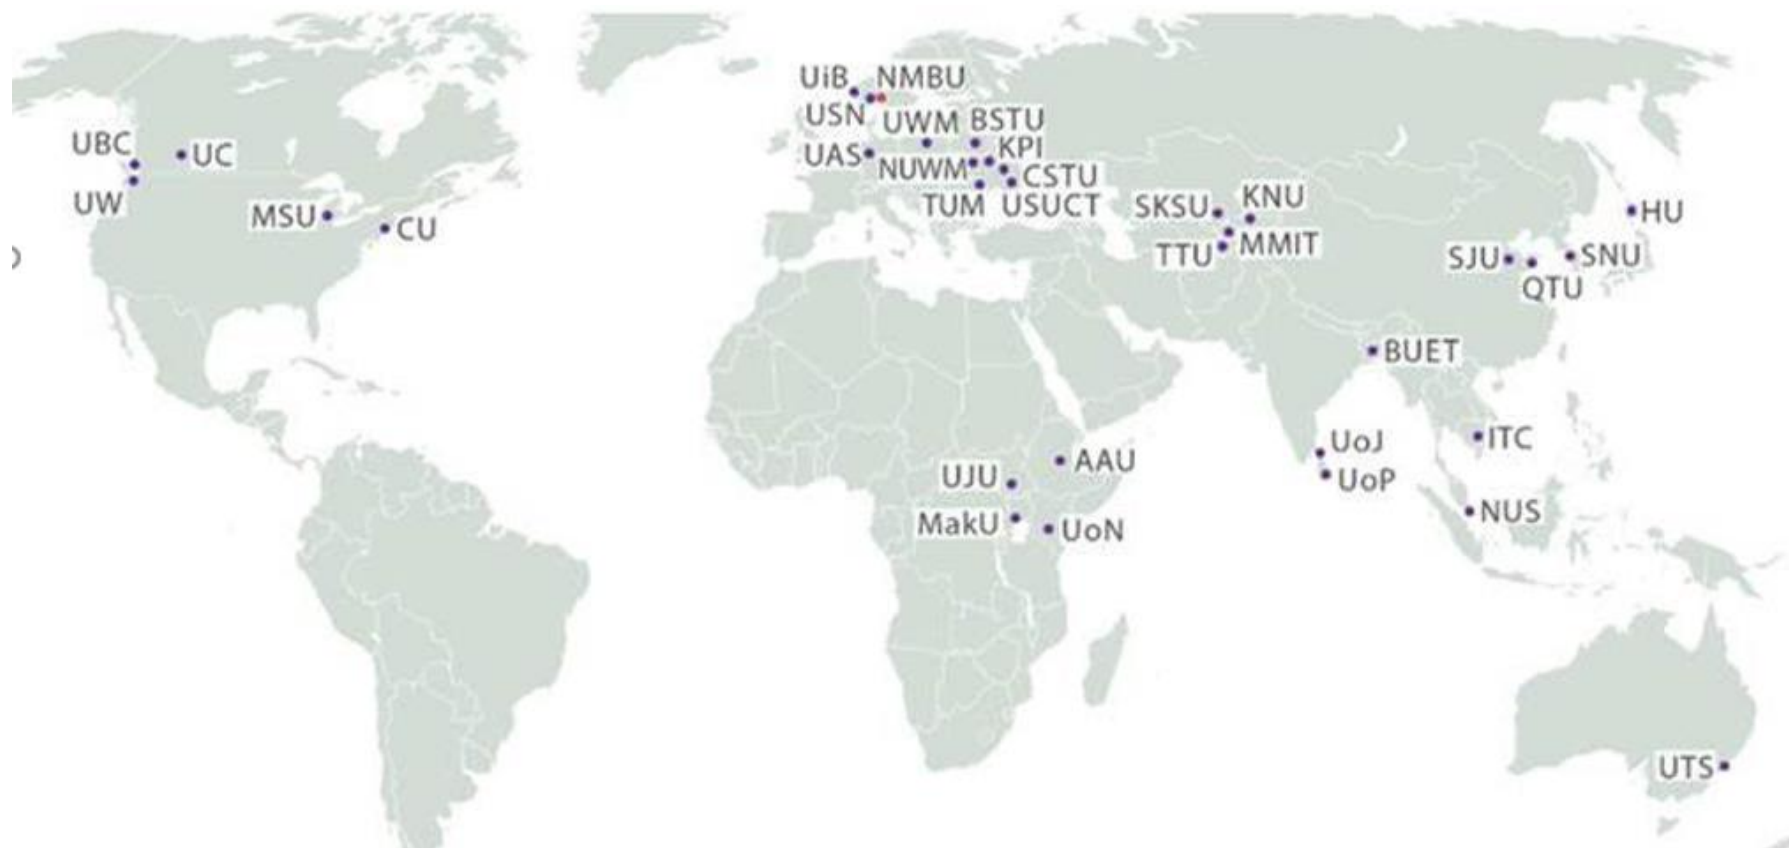 UiB NMBU
USN
UWM BSTU
UBC
UC
UAS
KPI
NUWM
CSTU
UW
TUM USUCT
MSU
CU
SKSU
KNU
HU
TTU
MMIT
SJU
SNU
QTU
BUET
UoJ
ITC
UJU
AAU
UoP
NUS
MakU
UoN
UTS